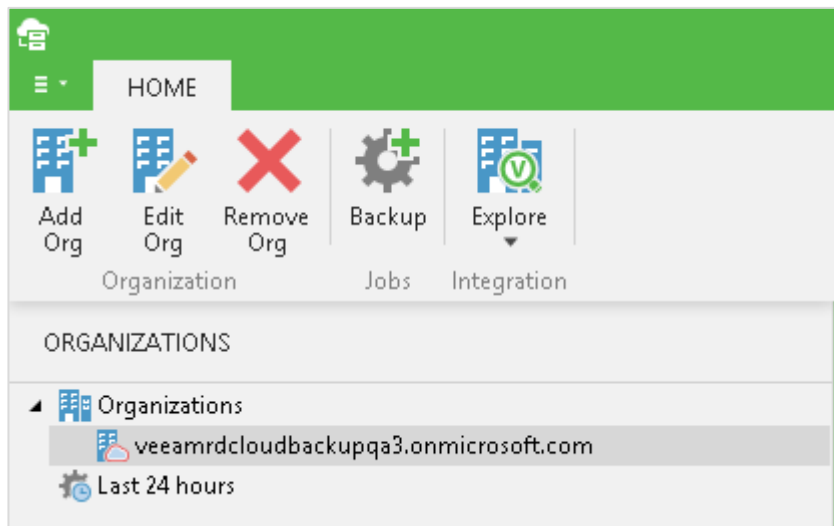 HOME
Add
Org
Edit
Org
Remove
Org
Backup
Explore
Organization
Jobs
Integration
ORGANIZATIONS
Organizations
veeamrdcloudbackupqa3.onmicrosoft.com
Last 24 hours